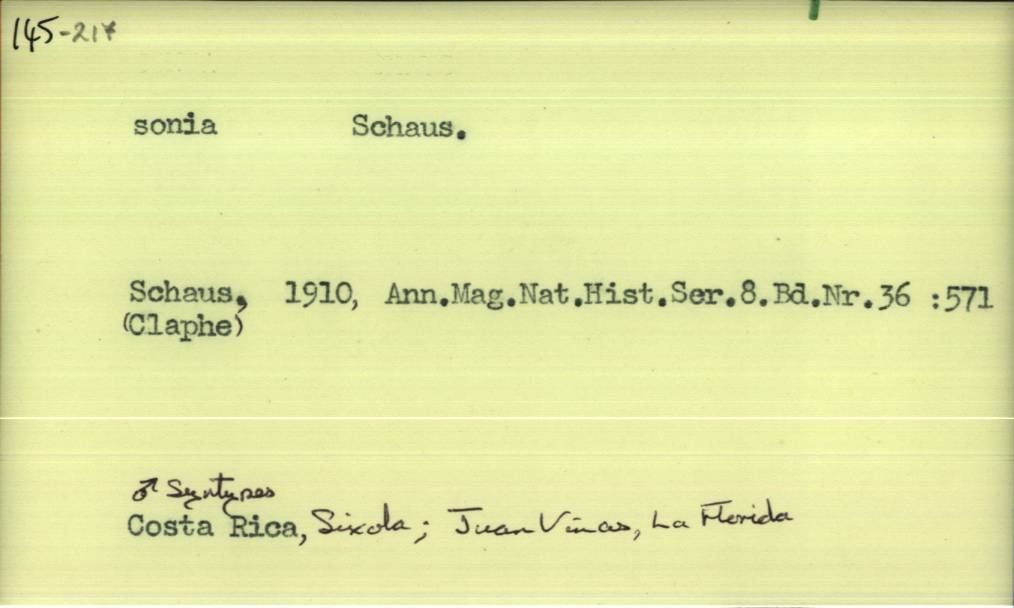 145-217
sonia Schaus.
Schaus, 1910, Ann.Mag.Nat.Hist.Ser.8.Bd.Nr.36 :571
(Claphe)
♂ Syntypes
Costa Rica, Sixola; Juan Viñas, La Florida